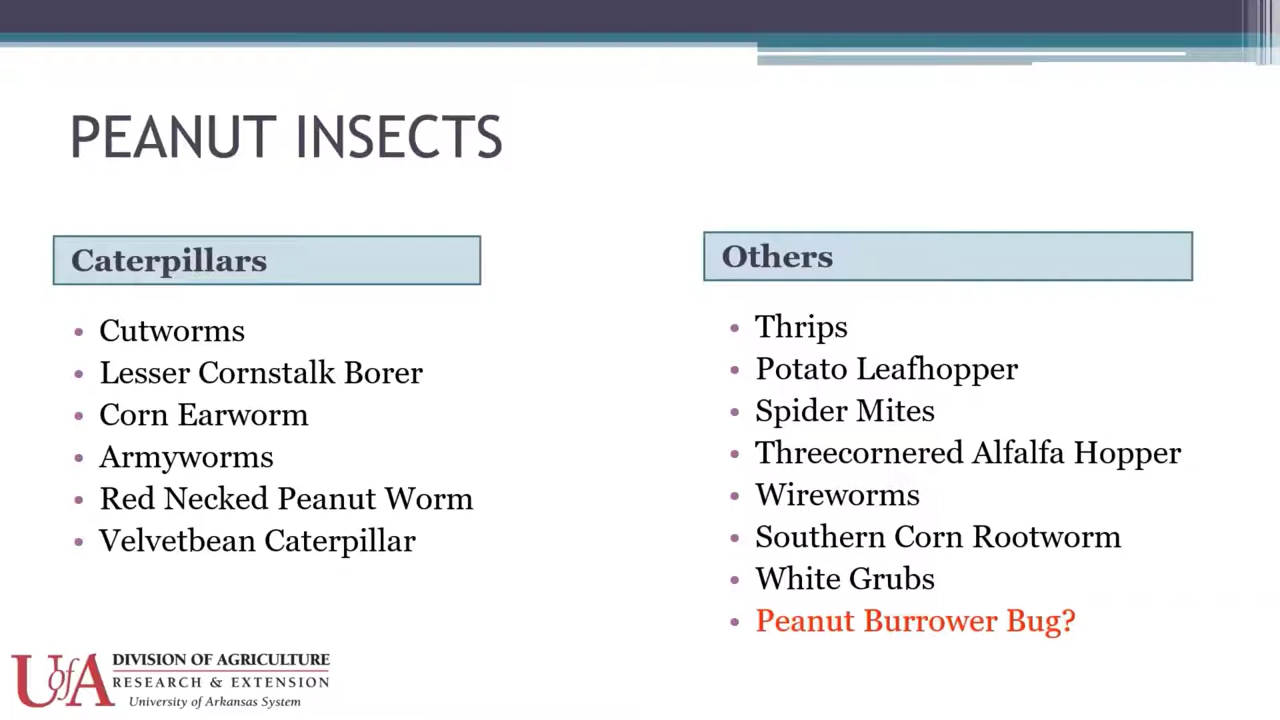 PEANUT INSECTS
Caterpillars
• Cutworms
• Lesser Cornstalk Borer
• Corn Earworm
• Armyworms
• Red Necked Peanut Worm
• Velvetbean Caterpillar
Others
• Thrips
• Potato Leafhopper
• Spider Mites
• Threecornered Alfalfa Hopper
• Wireworms
• Southern Corn Rootworm
• White Grubs
• Peanut Burrower Bug?
UofA
DIVISION OF AGRICULTURE
RESEARCH & EXTENSION
University of Arkansas System